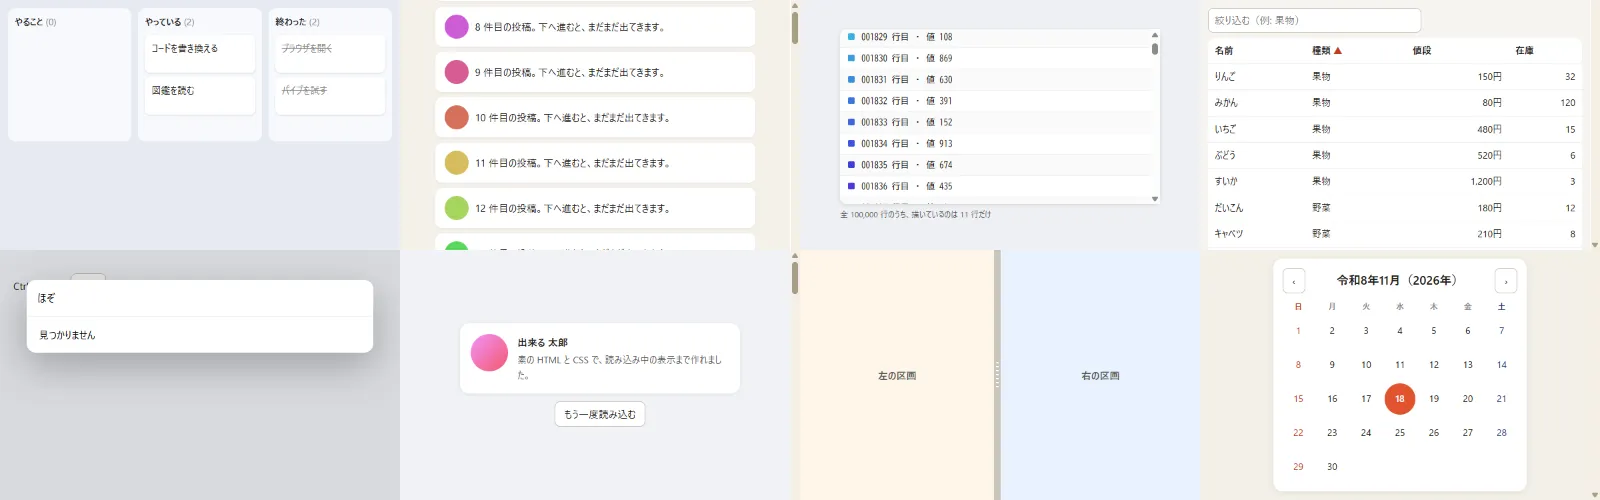 やること (0)
やっている (2)
コードを書き換える
図鑑を読む
終わった (2)
ブラウザを開く
パイプを試す
8 件目の投稿。下へ進むと、まだまだ出てきます。
9 件目の投稿。下へ進むと、まだまだ出てきます。
10 件目の投稿。下へ進むと、まだまだ出てきます。
11 件目の投稿。下へ進むと、まだまだ出てきます。
12 件目の投稿。下へ進むと、まだまだ出てきます。
001829 行目 ・ 値 108
001830 行目 ・ 値 869
001831 行目 ・ 値 630
001832 行目 ・ 値 391
001833 行目 ・ 値 152
001834 行目 ・ 値 913
001835 行目 ・ 値 674
001836 行目 ・ 値 435
全 100,000 行のうち、描いているのは 11 行だけ
絞り込む（例: 果物）
名前 種類 ▲ 値段 在庫
りんご 果物 150円 32
みかん 果物 80円 120
いちご 果物 480円 15
ぶどう 果物 520円 6
すいか 果物 1,200円 3
だいこん 野菜 180円 12
キャベツ 野菜 210円 8
Ctr
ほぞ
見つかりません
出来る 太郎
素の HTML と CSS で、読み込み中の表示まで作れまし
た。
もう一度読み込む
左の区画
右の区画
‹ 令和8年11月（2026年） ›
日 月 火 水 木 金 土
1 2 3 4 5 6 7
8 9 10 11 12 13 14
15 16 17 18 19 20 21
22 23 24 25 26 27 28
29 30